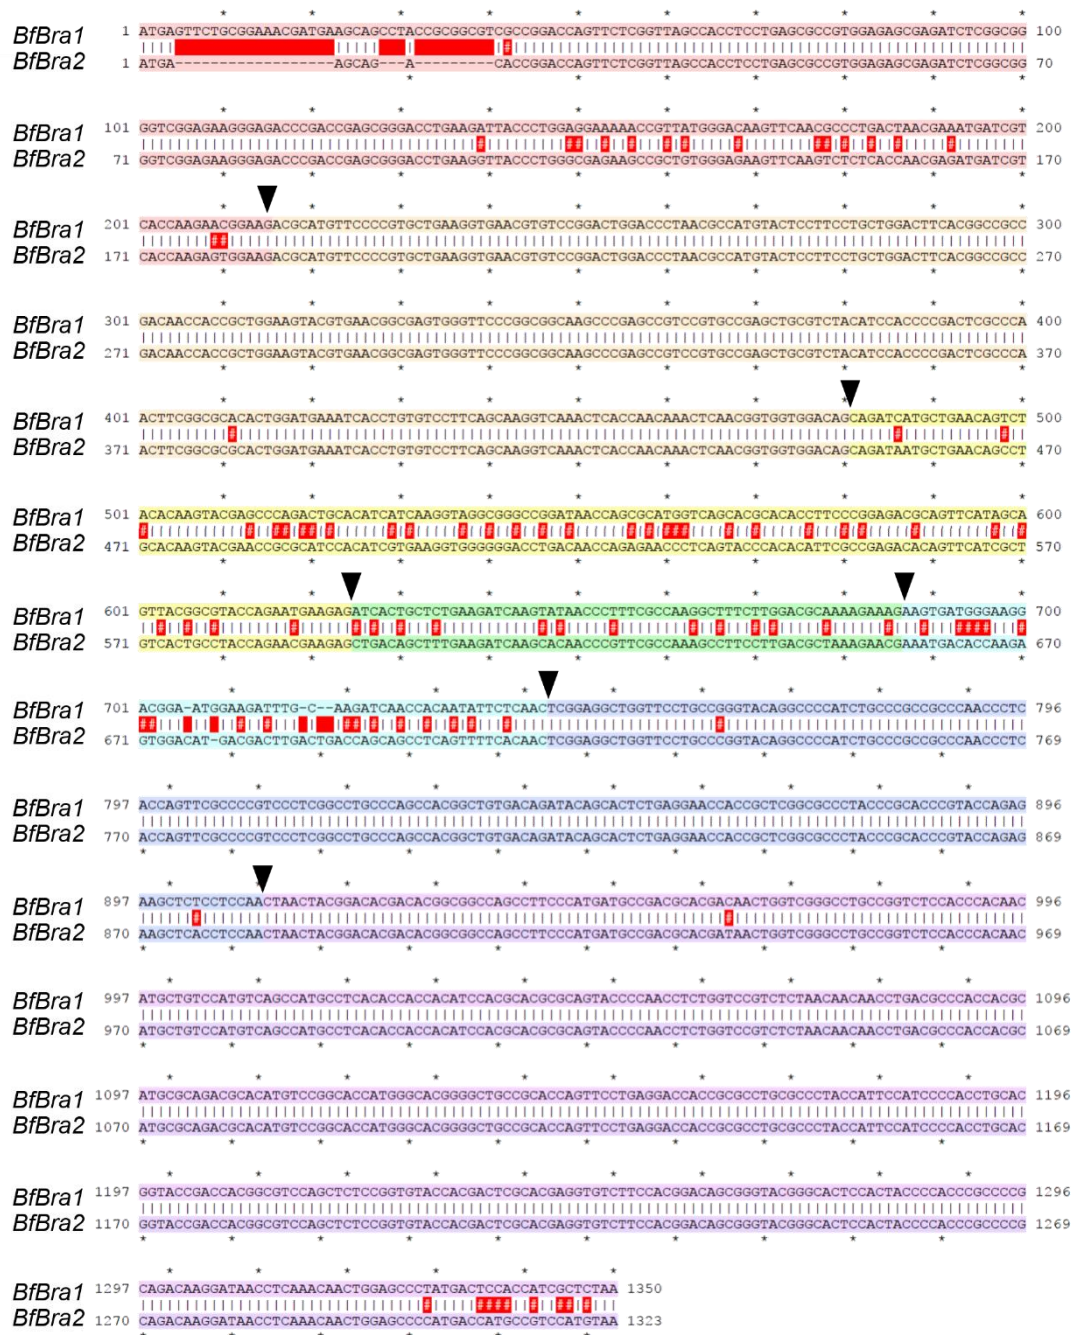 BfBra1 1 ATGAGTTCTGCGGAAACGATGAAGCAGCCTACCGCGGCGTCGCCGGACCAGTTCTCGGTTAGCCACCTCCTGAGCGCCGTGGAGAGCGAGATCTCGGCGG 100
BfBra2 1 ATGA------------------AGCAG---A---------CACCGGACCAGTTCTCGGTTAGCCACCTCCTGAGCGCCGTGGAGAGCGAGATCTCGGCGG 70
BfBra1 101 GGTCGGAGAAGGGAGACCCGACCGAGCGGGACCTGAAGATTACCCTGGAGGAAAAACCGTTATGGGACAAGTTCAACGCCCTGACTAACGAAATGATCGT 200
BfBra2 71 GGTCGGAGAAGGGAGACCCGACCGAGCGGGACCTGAAGGTTACCCTGGGCGAGAAGCCGCTGTGGGAGAAGTTCAAGTCTCTCACCAACGAGATGATCGT 170
BfBra1 201 CACCAAGAACGGAAGACGCATGTTCCCCGTGCTGAAGGTGAACGTGTCCGGACTGGACCCTAACGCCATGTACTCCTTCCTGCTGGACTTCACGGCCGCC 300
BfBra2 171 CACCAAGAGTGGAAGACGCATGTTCCCCGTGCTGAAGGTGAACGTGTCCGGACTGGACCCTAACGCCATGTACTCCTTCCTGCTGGACTTCACGGCCGCC 270
BfBra1 301 GACAACCACCGCTGGAAGTACGTGAACGGCGAGTGGGTTCCCGGCGGCAAGCCCGAGCCGTCCGTGCCGAGCTGCGTCTACATCCACCCCGACTCGCCCA 400
BfBra2 271 GACAACCACCGCTGGAAGTACGTGAACGGCGAGTGGGTTCCCGGCGGCAAGCCCGAGCCGTCCGTGCCGAGCTGCGTCTACATCCACCCCGACTCGCCCA 370
BfBra1 401 ACTTCGGCGCACACTGGATGAAATCACCTGTGTCCTTCAGCAAGGTCAAACTCACCAACAAACTCAACGGTGGTGGACAGCAGATCATGCTGAACAGTCT 500
BfBra2 371 ACTTCGGCGCGCACTGGATGAAATCACCTGTGTCCTTCAGCAAGGTCAAACTCACCAACAAACTCAACGGTGGTGGACAGCAGATAATGCTGAACAGCCT 470
BfBra1 501 ACACAAGTACGAGCCCAGACTGCACATCATCAAGGTAGGCGGGCCGGATAACCAGCGCATGGTCAGCACGCACACCTTCCCGGAGACGCAGTTCATAGCA 600
BfBra2 471 GCACAAGTACGAACCGCGCATCCACATCGTGAAGGTGGGGGGACCTGACAACCAGAGAACCCTCAGTACCCACACATTCGCCGAGACACAGTTCATCGCT 570
BfBra1 601 GTTACGGCGTACCAGAATGAAGAGATCACTGCTCTGAAGATCAAGTATAACCCTTTCGCCAAGGCTTTCTTGGACGCAAAAGAAAGAAGTGATGGGAAGG 700
BfBra2 571 GTCACTGCCTACCAGAACGAAGAGCTGACAGCTTTGAAGATCAAGCACAACCCGTTCGCCAAAGCCTTCCTTGACGCTAAAGAACGAAATGACACCAAGA 670
BfBra1 701 ACGGA-ATGGAAGATTTG-C--AAGATCAACCACAATATTCTCAACTCGGAGGCTGGTTCCTGCCGGGTACAGGCCCCATCTGCCCGCCGCCCAACCCTC 796
BfBra2 671 GTGGACAT-GACGACTTGACTGACCAGCAGCCTCAGTTTTCACAACTCGGAGGCTGGTTCCTGCCCGGTACAGGCCCCATCTGCCCGCCGCCCAACCCTC 769
BfBra1 797 ACCAGTTCGCCCCGTCCCTCGGCCTGCCCAGCCACGGCTGTGACAGATACAGCACTCTGAGGAACCACCGCTCGGCGCCCTACCCGCACCCGTACCAGAG 896
BfBra2 770 ACCAGTTCGCCCCGTCCCTCGGCCTGCCCAGCCACGGCTGTGACAGATACAGCACTCTGAGGAACCACCGCTCGGCGCCCTACCCGCACCCGTACCAGAG 869
BfBra1 897 AAGCTCTCCTCCAACTAACTACGGACACGACACGGCGGCCAGCCTTCCCATGATGCCGACGCACGACAACTGGTCGGGCCTGCCGGTCTCCACCCACAAC 996
BfBra2 870 AAGCTCACCTCCAACTAACTACGGACACGACACGGCGGCCAGCCTTCCCATGATGCCGACGCACGATAACTGGTCGGGCCTGCCGGTCTCCACCCACAAC 969
BfBra1 997 ATGCTGTCCATGTCAGCCATGCCTCACACCACCACATCCACGCACGCGCAGTACCCCAACCTCTGGTCCGTCTCTAACAACAACCTGACGCCCACCACGC 1096
BfBra2 970 ATGCTGTCCATGTCAGCCATGCCTCACACCACCACATCCACGCACGCGCAGTACCCCAACCTCTGGTCCGTCTCTAACAACAACCTGACGCCCACCACGC 1069
BfBra1 1097 ATGCGCAGACGCACATGTCCGGCACCATGGGCACGGGGCTGCCGCACCAGTTCCTGAGGACCACCGCGCCTGCGCCCTACCATTCCATCCCCACCTGCAC 1196
BfBra2 1070 ATGCGCAGACGCACATGTCCGGCACCATGGGCACGGGGCTGCCGCACCAGTTCCTGAGGACCACCGCGCCTGCGCCCTACCATTCCATCCCCACCTGCAC 1169
BfBra1 1197 GGTACCGACCACGGCGTCCAGCTCTCCGGTGTACCACGACTCGCACGAGGTGTCTTCCACGGACAGCGGGTACGGGCACTCCACTACCCCACCCGCCCCG 1296
BfBra2 1170 GGTACCGACCACGGCGTCCAGCTCTCCGGTGTACCACGACTCGCACGAGGTGTCTTCCACGGACAGCGGGTACGGGCACTCCACTACCCCACCCGCCCCG 1269
BfBra1 1297 CAGACAAGGATAACCTCAAACAACTGGAGCCCTATGACTCCACCATCGCTCTAA 1350
BfBra2 1270 CAGACAAGGATAACCTCAAACAACTGGAGCCCCATGACCATGCCGTCCATGTAA 1323